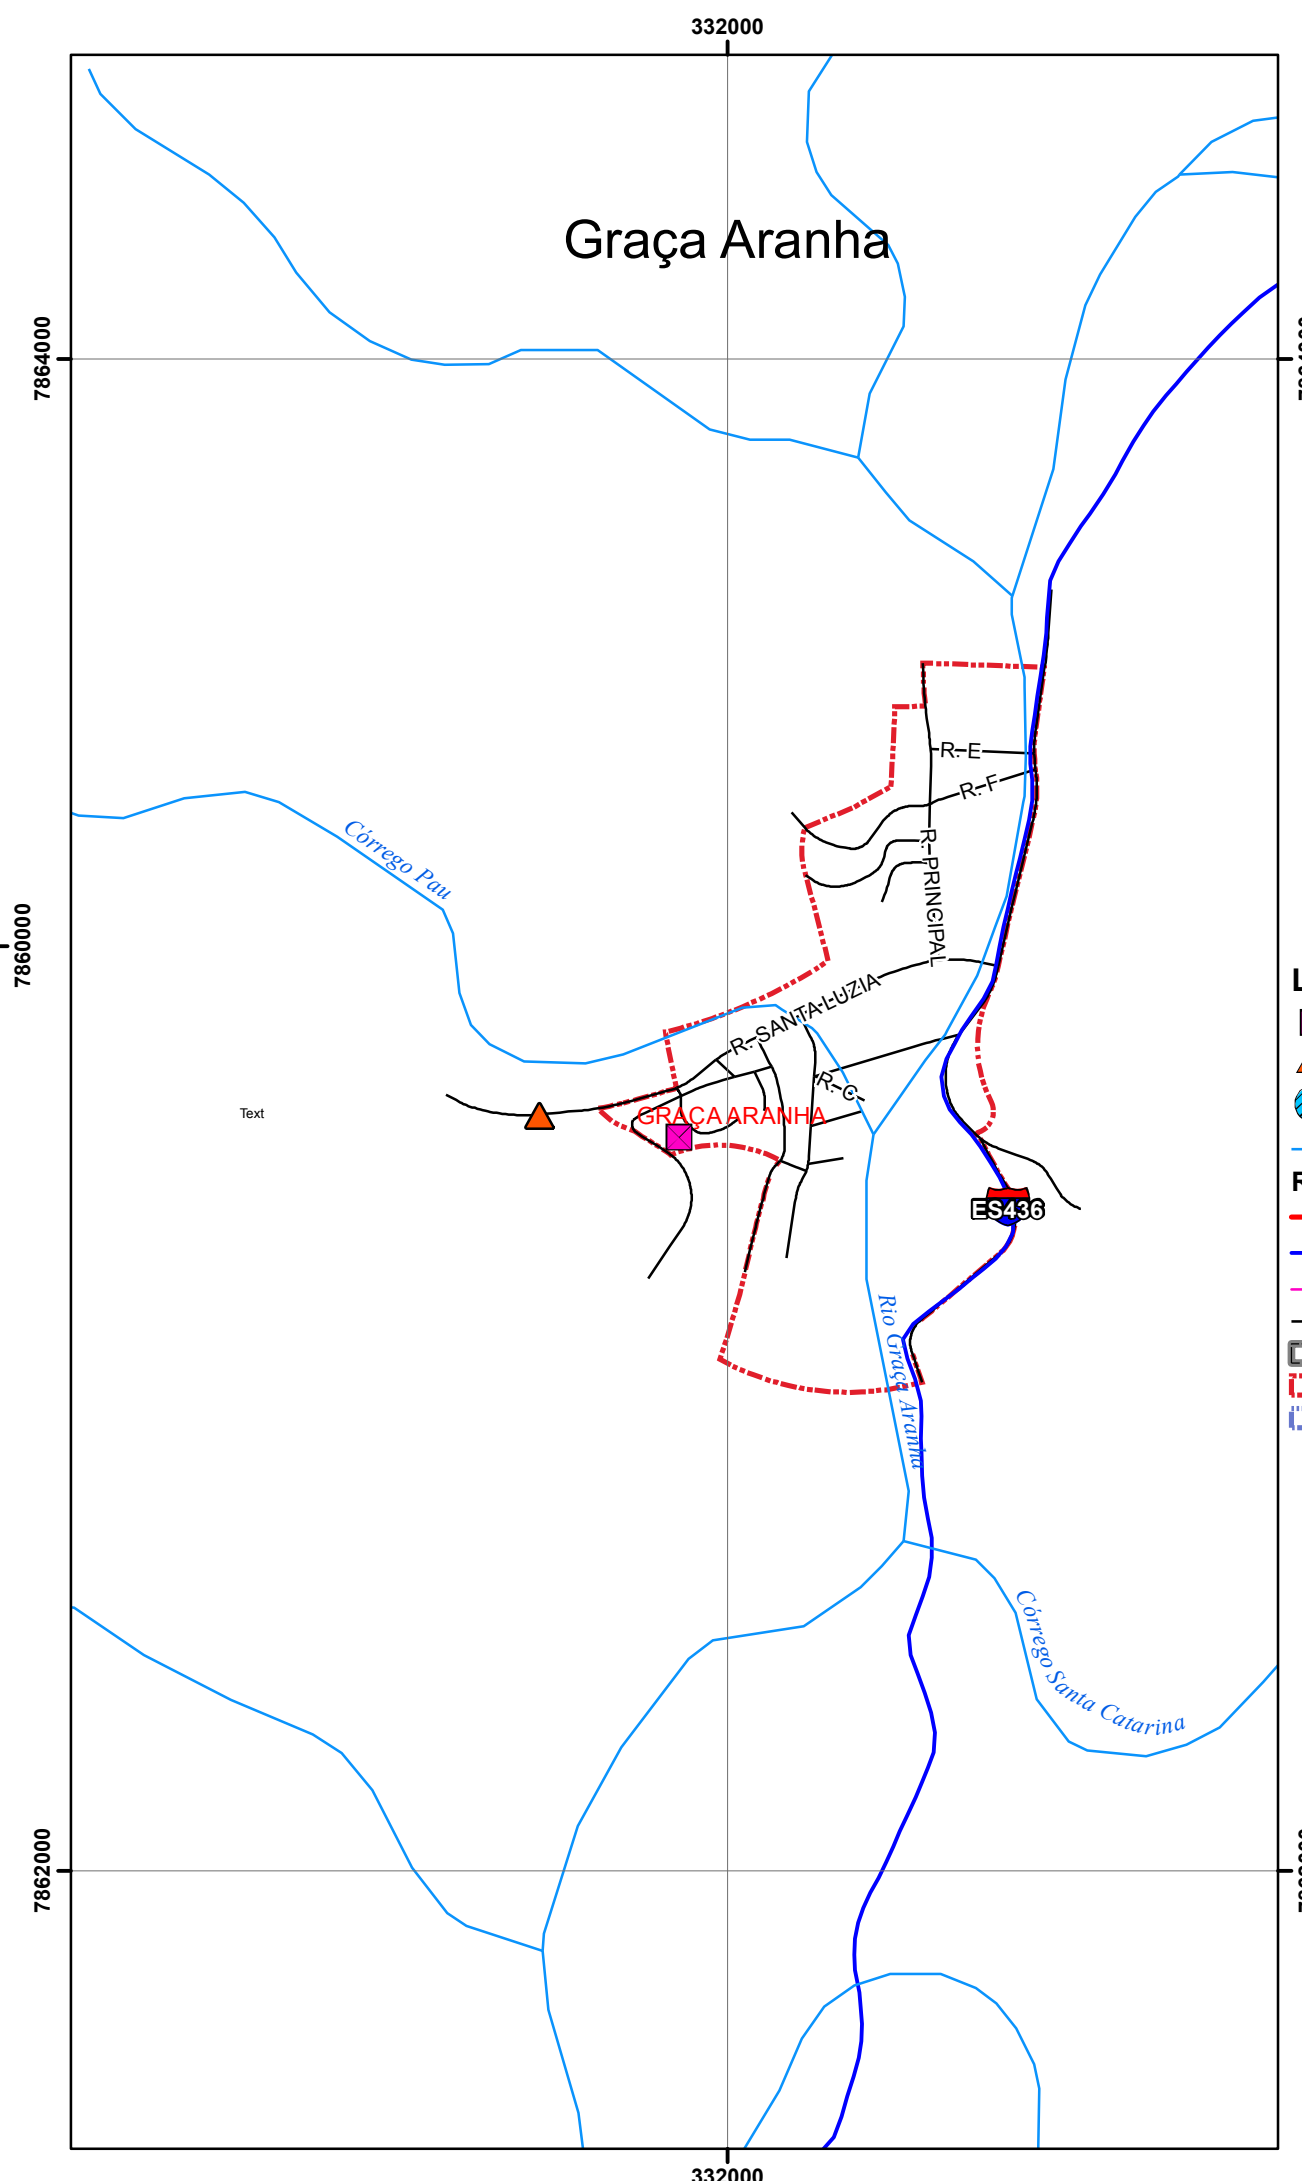 332000
Graça Aranha
7864000
R. E
R. F
R. PRINCIPAL
Córrego Pau
7860000
R. SANTA LUZIA
R. C
Text
GRAÇA ARANHA
ES436
Rio Graça Aranha
Córrego Santa Catarina
7862000
332000